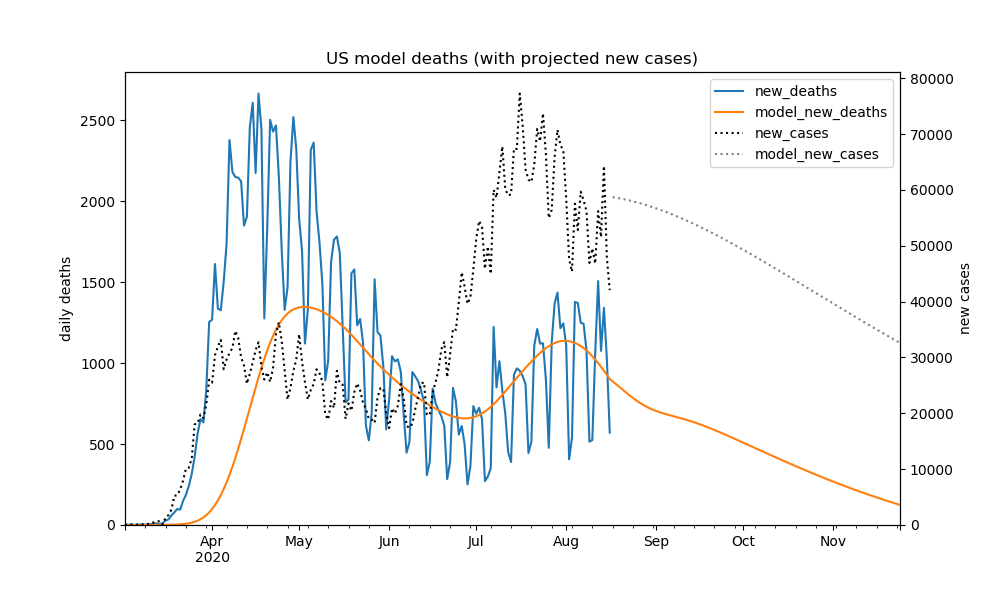 US model deaths (with projected new cases)
new_deaths
model_new_deaths
new_cases
model_new_cases
daily deaths
2500
2000
1500
1000
500
0
80000
70000
60000
50000
40000
30000
20000
10000
0
new cases
Apr
2020
May
Jun
Jul
Aug
Sep
Oct
Nov